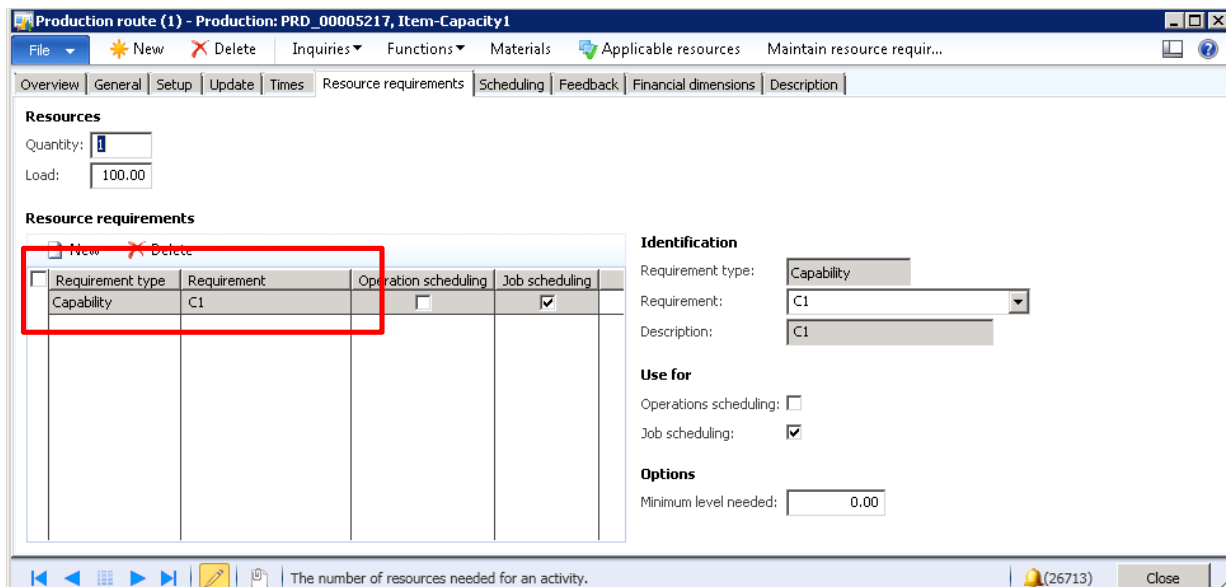 Production route (1) - Production: PRD_00005217, Item-Capacity1
File New Delete Inquiries Functions Materials Applicable resources Maintain resource requir...
Overview General Setup Update Times Resource requirements Scheduling Feedback Financial dimensions Description
Resources
Quantity: 1
Load: 100.00
Resource requirements
New Delete
Requirement type Requirement Operation scheduling Job scheduling
Capability C1
Identification
Requirement type: Capability
Requirement: C1
Description: C1
Use for
Operations scheduling:
Job scheduling:
Options
Minimum level needed: 0.00
The number of resources needed for an activity. (26713) Close